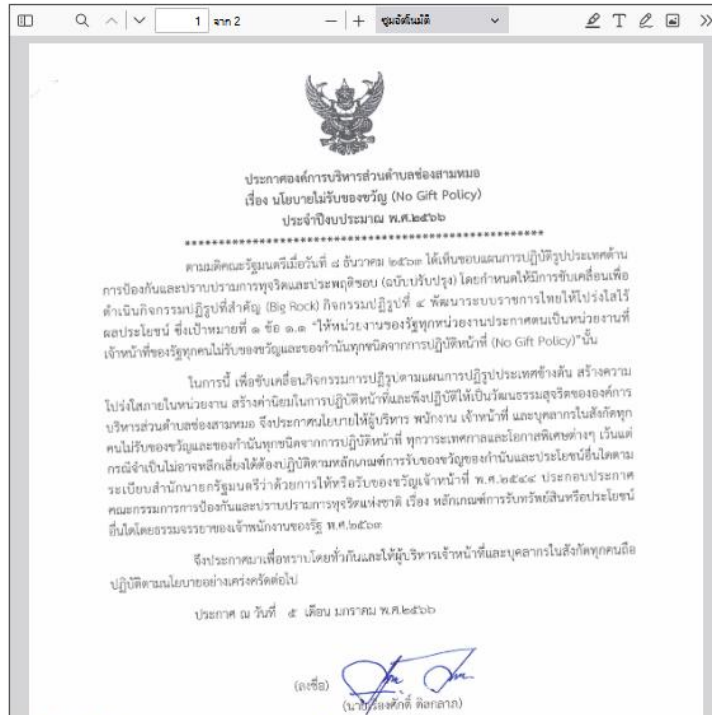 1 จาก 2
ซูมอัตโนมัติ
ประกาศองค์การบริหารส่วนตำบลช่องสามหมอ
เรื่อง นโยบายไม่รับของขวัญ (No Gift Policy)
ประจำปีงบประมาณ พ.ศ.๒๕๖๖
**************************************************
ตามมติคณะรัฐมนตรีเมื่อวันที่ ๘ ธันวาคม ๒๕๖๓ ได้เห็นชอบแผนการปฏิบัติรูปประเทศด้าน
การป้องกันและปราบปรามการทุจริตและประพฤติชอบ (ฉบับปรับปรุง) โดยกำหนดให้มีการขับเคลื่อนเพื่อ
ดำเนินกิจกรรมปฏิรูปที่สำคัญ (Big Rock) กิจกรรมปฏิรูปที่ ๔ พัฒนาระบบราชการไทยให้โปร่งใสไร้
ผลประโยชน์ ซึ่งเป้าหมายที่ ๑ ข้อ ๑.๑ "ให้หน่วยงานของรัฐทุกหน่วยงานประกาศตนเป็นหน่วยงานที่
เจ้าหน้าที่ของรัฐทุกคนไม่รับของขวัญและของกำนันทุกชนิดจากการปฏิบัติหน้าที่ (No Gift Policy)"นั้น
ในการนี้ เพื่อขับเคลื่อนกิจกรรมการปฏิรูปตามแผนการปฏิรูปประเทศข้างต้น สร้างความ
โปร่งใสภายในหน่วยงาน สร้างค่านิยมในการปฏิบัติหน้าที่และพึงปฏิบัติให้เป็นวัฒนธรรมสุจริตขององค์การ
บริหารส่วนตำบลช่องสามหมอ จึงประกาศนโยบายให้ผู้บริหาร พนักงาน เจ้าหน้าที่ และบุคลากรในสังกัดทุก
คนไม่รับของขวัญและของกำนันทุกชนิดจากการปฏิบัติหน้าที่ ทุกวาระเทศกาลและโอกาสพิเศษต่างๆ เว้นแต่
กรณีจำเป็นไม่อาจหลีกเลี่ยงได้ต้องปฏิบัติตามหลักเกณฑ์การรับของขวัญของกำนันและประโยชน์อื่นใดตาม
ระเบียบสำนักนายกรัฐมนตรีว่าด้วยการให้หรือรับของขวัญเจ้าหน้าที่ พ.ศ.๒๕๔๔ ประกอบประกาศ
คณะกรรมการการป้องกันและปราบปรามการทุจริตแห่งชาติ เรื่อง หลักเกณฑ์การรับทรัพย์สินหรือประโยชน์
อื่นใดโดยธรรมจรรยาของเจ้าพนักงานของรัฐ พ.ศ.๒๕๖๓
จึงประกาศมาเพื่อทราบโดยทั่วกันและให้ผู้บริหารเจ้าหน้าที่และบุคลากรในสังกัดทุกคนถือ
ปฏิบัติตามนโยบายอย่างเคร่งครัดต่อไป
ประกาศ ณ วันที่ ๕ เดือน มกราคม พ.ศ.๒๕๖๖
(ลงชื่อ)
(นายเรืองศักดิ์ ดิลกลาภ)